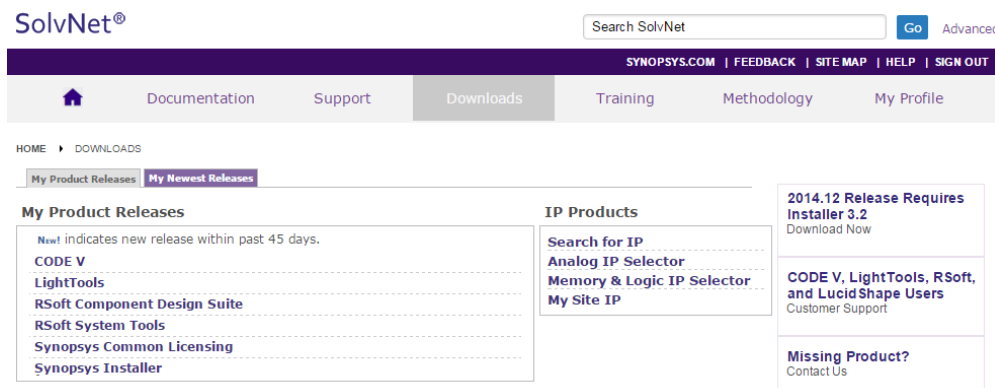 SolvNet®
Search SolvNet
Go
Advanced
SYNOPSYS.COM | FEEDBACK | SITE MAP | HELP | SIGN OUT
Documentation
Support
Downloads
Training
Methodology
My Profile
HOME
DOWNLOADS
My Product Releases
My Newest Releases
My Product Releases
New! indicates new release within past 45 days.
CODE V
LightTools
RSoft Component Design Suite
RSoft System Tools
Synopsys Common Licensing
Synopsys Installer
IP Products
Search for IP
Analog IP Selector
Memory & Logic IP Selector
My Site IP
2014.12 Release Requires
Installer 3.2
Download Now
CODE V, LightTools, RSoft,
and LucidShape Users
Customer Support
Missing Product?
Contact Us